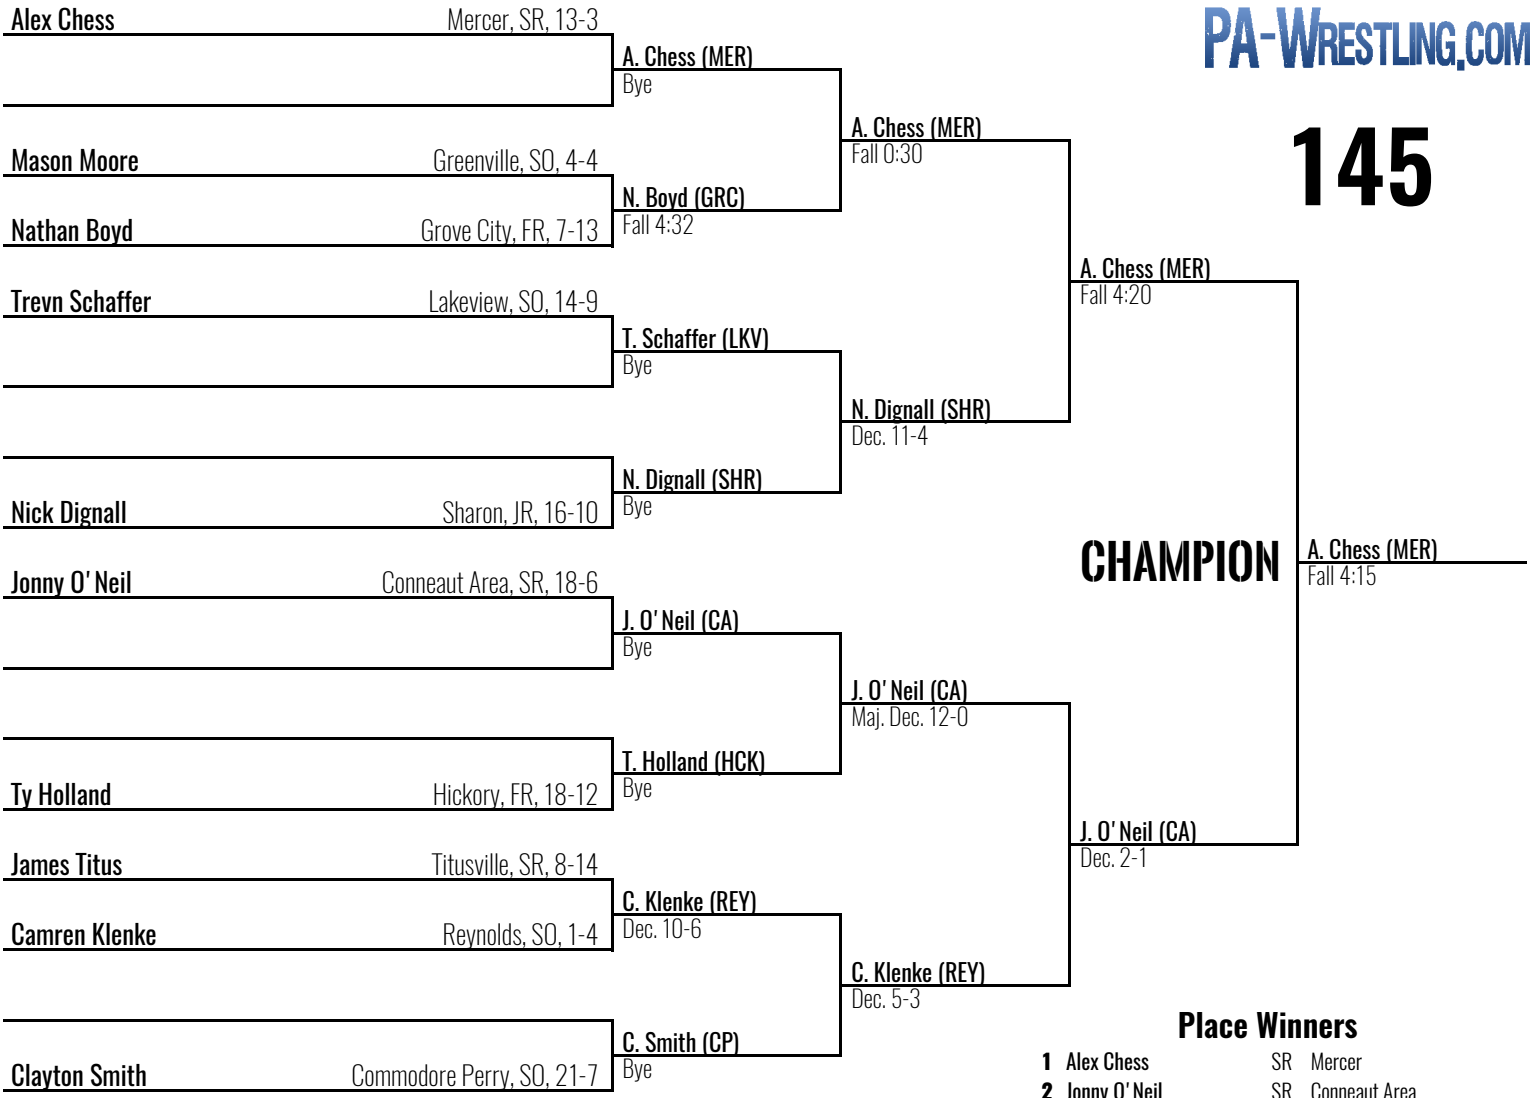 PA-WRESTLING.COM
145
Alex Chess Mercer, SR, 13-3
A. Chess (MER)
Bye
A. Chess (MER)
Fall 0:30
Mason Moore Greenville, SO, 4-4
N. Boyd (GRC)
Fall 4:32
Nathan Boyd Grove City, FR, 7-13
A. Chess (MER)
Fall 4:20
Trevn Schaffer Lakeview, SO, 14-9
T. Schaffer (LKV)
Bye
N. Dignall (SHR)
Dec. 11-4
N. Dignall (SHR)
Bye
Nick Dignall Sharon, JR, 16-10
CHAMPION
A. Chess (MER)
Fall 4:15
Jonny O'Neil Conneaut Area, SR, 18-6
J. O'Neil (CA)
Bye
J. O'Neil (CA)
Maj. Dec. 12-0
T. Holland (HCK)
Bye
Ty Holland Hickory, FR, 18-12
J. O'Neil (CA)
Dec. 2-1
James Titus Titusville, SR, 8-14
C. Klenke (REY)
Dec. 10-6
Camren Klenke Reynolds, SO, 1-4
C. Klenke (REY)
Dec. 5-3
C. Smith (CP)
Bye
Clayton Smith Commodore Perry, SO, 21-7
Place Winners
1 Alex Chess SR Mercer
2 Jonny O'Neil SR Conneaut Area